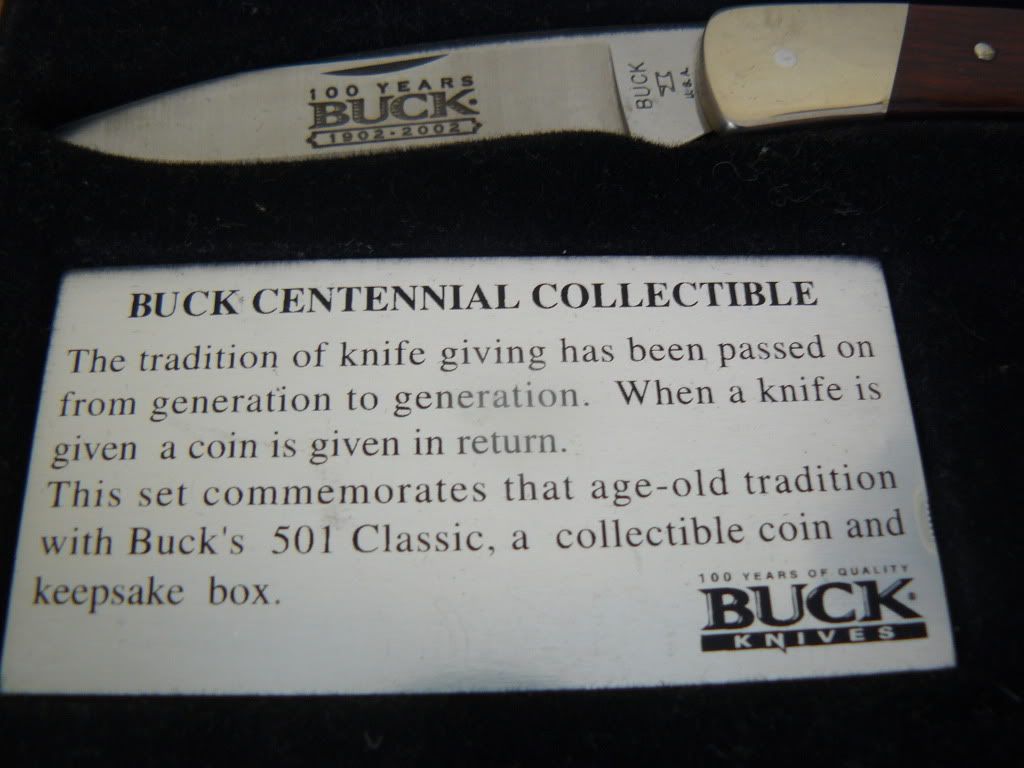 100 YEARS
BUCK
1902 · 2002
BUCK
U.S.A.
BUCK CENTENNIAL COLLECTIBLE
The tradition of knife giving has been passed on
from generation to generation. When a knife is
given a coin is given in return.
This set commemorates that age-old tradition
with Buck's 501 Classic, a collectible coin and
keepsake box.
100 YEARS OF QUALITY
BUCK
KNIVES